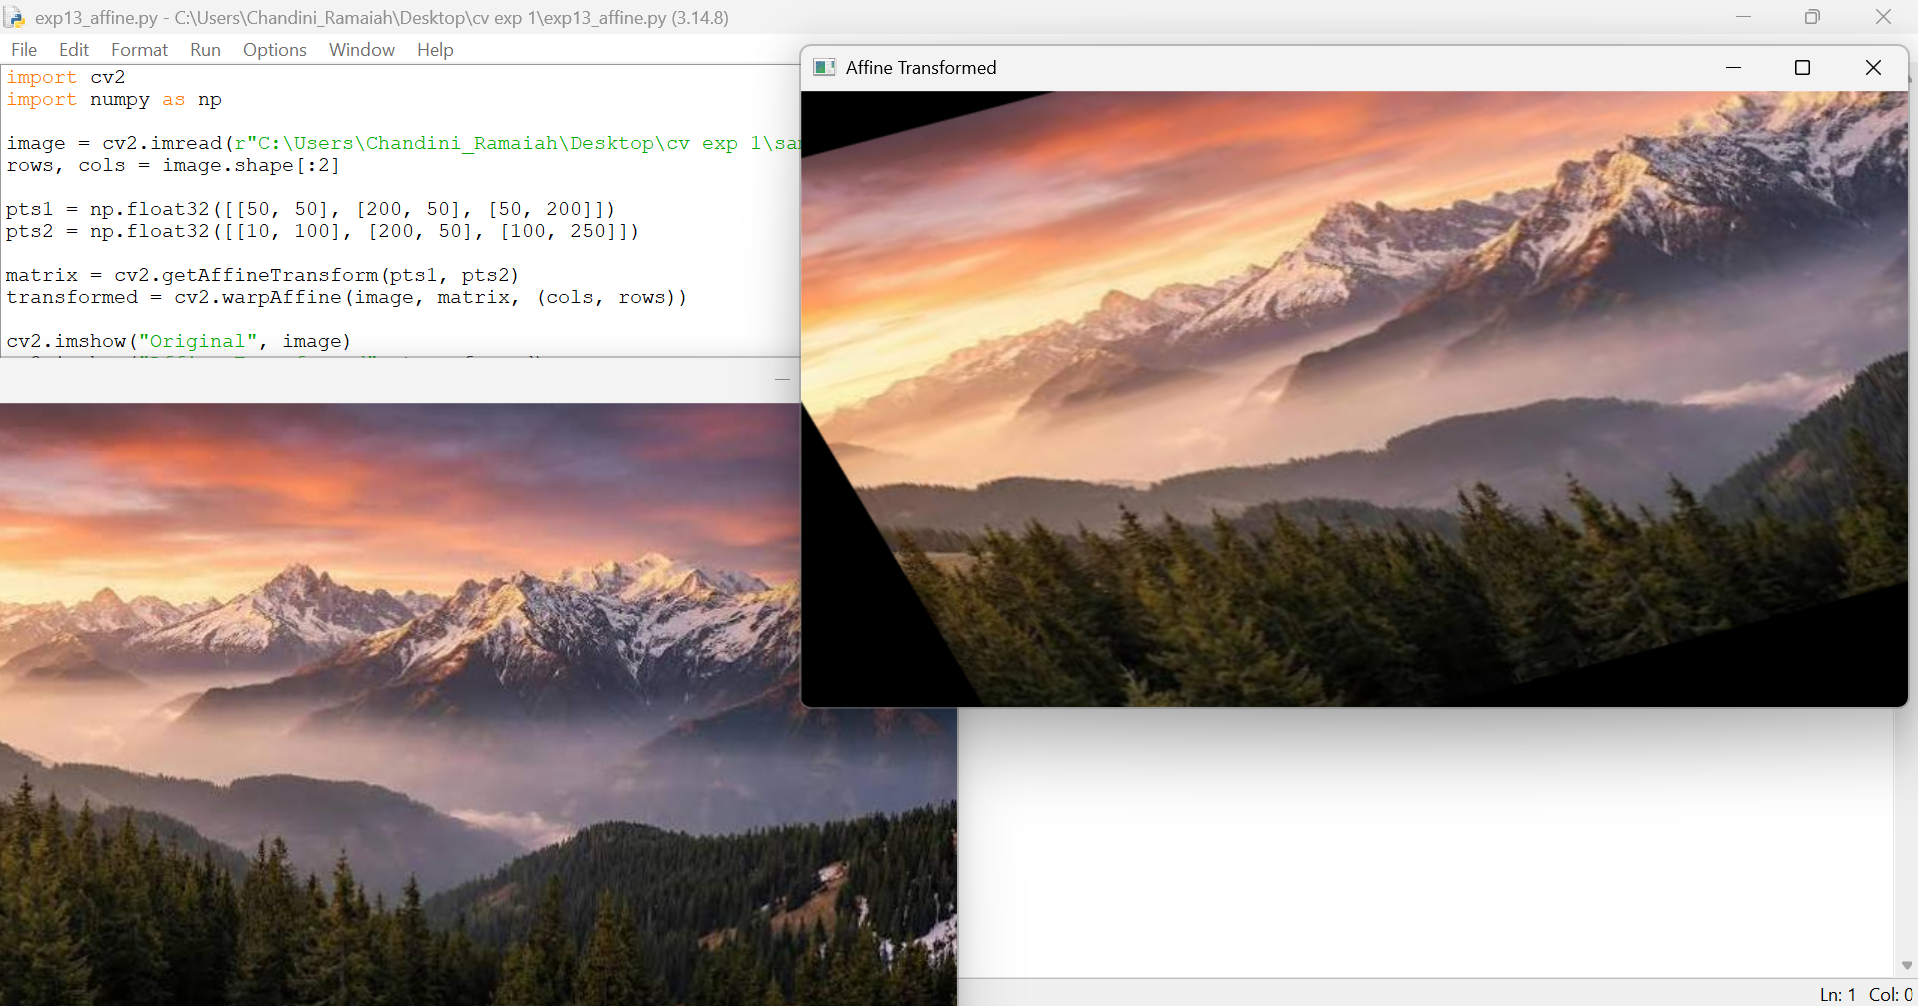 exp13_affine.py - C:\Users\Chandini_Ramaiah\Desktop\cv exp 1\exp13_affine.py (3.14.8)
File Edit Format Run Options Window Help
import cv2
import numpy as np
image = cv2.imread(r"C:\Users\Chandini_Ramaiah\Desktop\cv exp 1\sa
rows, cols = image.shape[:2]
pts1 = np.float32([[50, 50], [200, 50], [50, 200]])
pts2 = np.float32([[10, 100], [200, 50], [100, 250]])
matrix = cv2.getAffineTransform(pts1, pts2)
transformed = cv2.warpAffine(image, matrix, (cols, rows))
cv2.imshow("Original", image)
Affine Transformed
Ln: 1 Col: 0